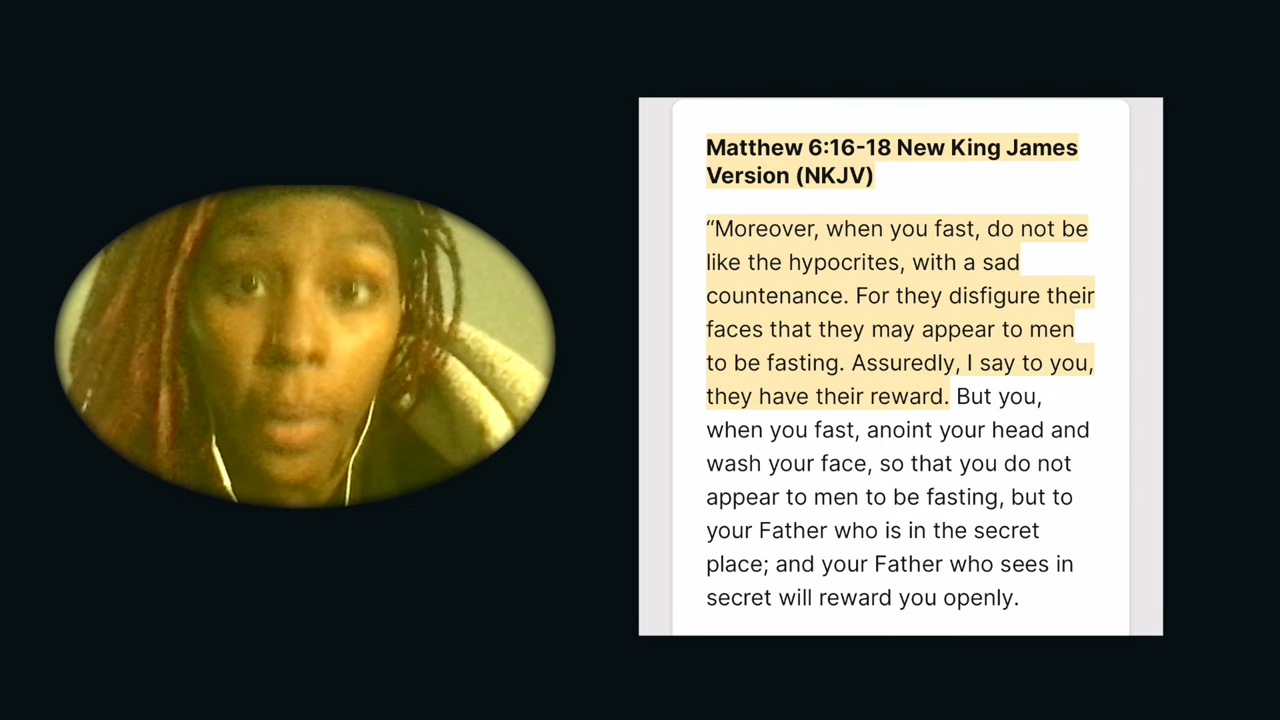 Matthew 6:16-18 New King James
Version (NKJV)
“Moreover, when you fast, do not be
like the hypocrites, with a sad
countenance. For they disfigure their
faces that they may appear to men
to be fasting. Assuredly, I say to you,
they have their reward. But you,
when you fast, anoint your head and
wash your face, so that you do not
appear to men to be fasting, but to
your Father who is in the secret
place; and your Father who sees in
secret will reward you openly.